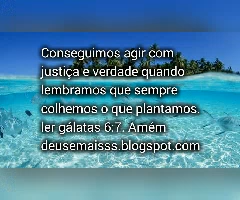 Conseguimos agir com
justiça e verdade quando
lembramos que sempre
colhemos o que plantamos.
ler gálatas 6:7. Amém
deusemaisss.blogspot.com